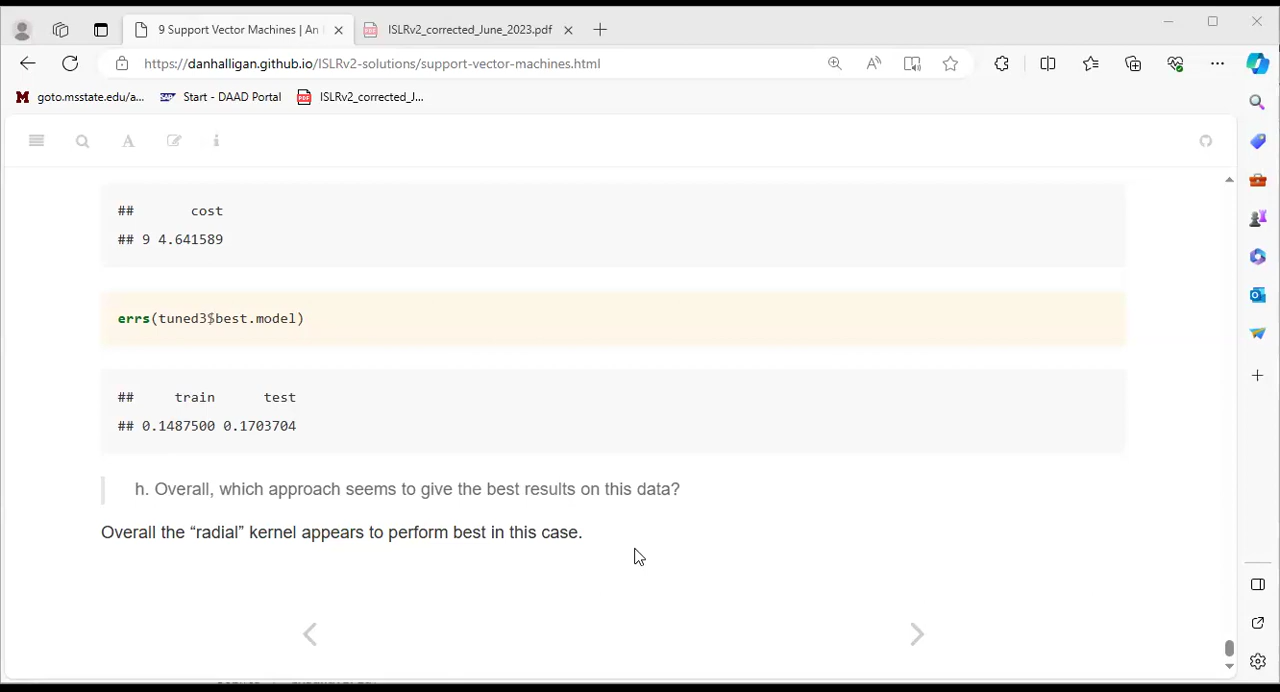 9 Support Vector Machines | An I
ISLRv2_corrected_June_2023.pdf
https://danhalligan.github.io/ISLRv2-solutions/support-vector-machines.html
goto.msstate.edu/a...
Start - DAAD Portal
ISLRv2_corrected_J...
## cost
## 9 4.641589
errs(tuned3$best.model)
## train test
## 0.1487500 0.1703704
h. Overall, which approach seems to give the best results on this data?
Overall the “radial” kernel appears to perform best in this case.